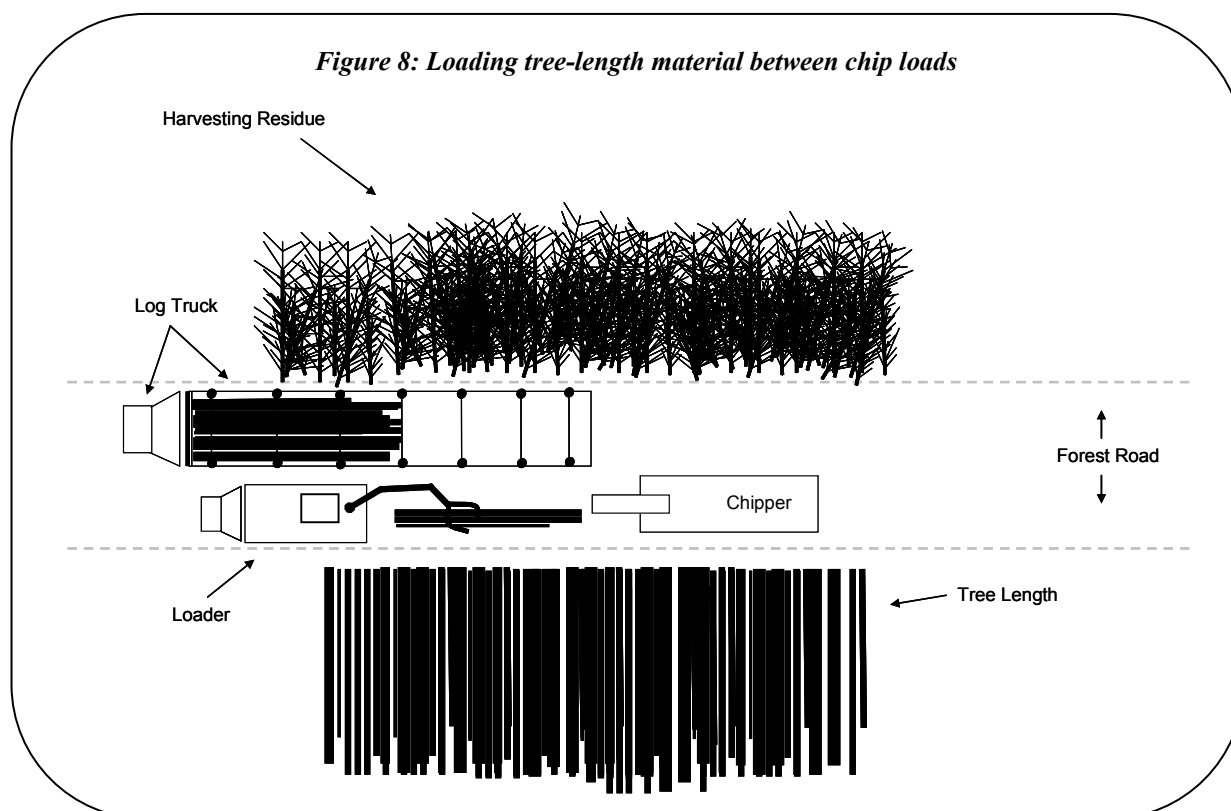 Figure 8: Loading tree-length material between chip loads
Harvesting Residue
Log Truck
Forest Road
Chipper
Tree Length
Loader